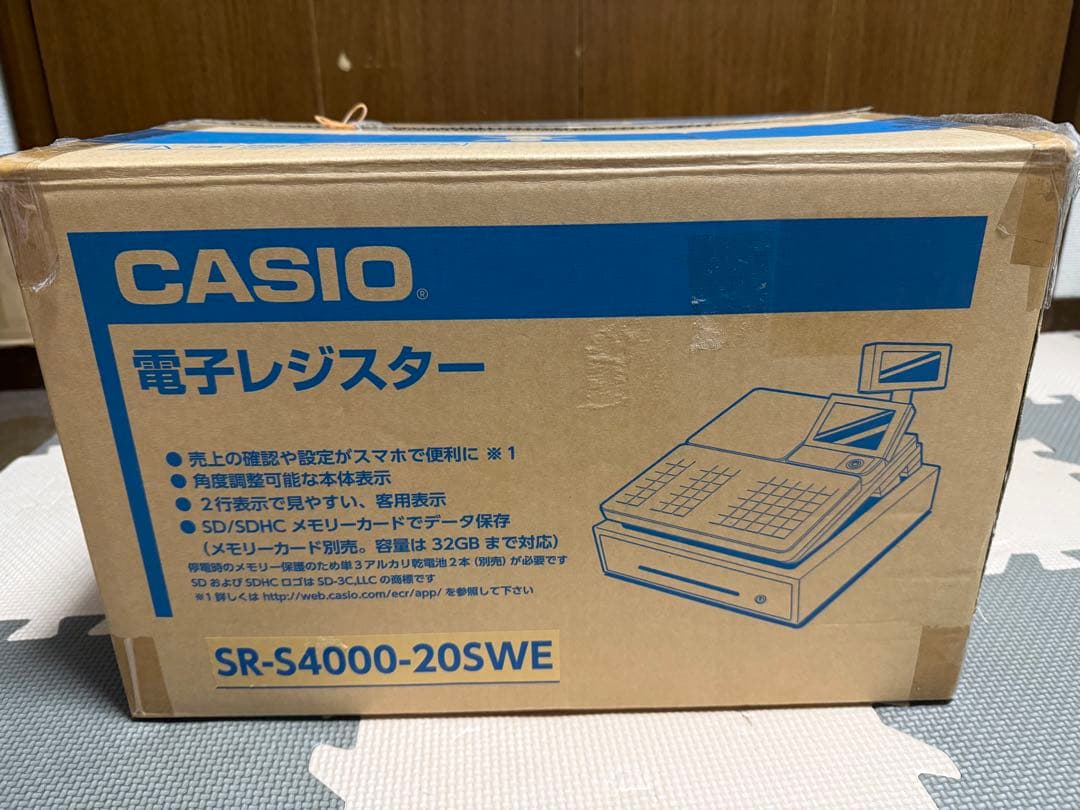 CASIO®
電子レジスター
● 売上の確認や設定がスマホで便利に ※1
● 角度調整可能な本体表示
● 2行表示で見やすい、客用表示
● SD/SDHC メモリーカードでデータ保存
（メモリーカード別売。容量は 32GB まで対応）
停電時のメモリー保護のため単3アルカリ乾電池2本（別売）が必要です
SD および SDHC ロゴは SD-3C,LLC の商標です
※1 詳しくは http://web.casio.com/ecr/app/ を参照して下さい
SR-S4000-20SWE